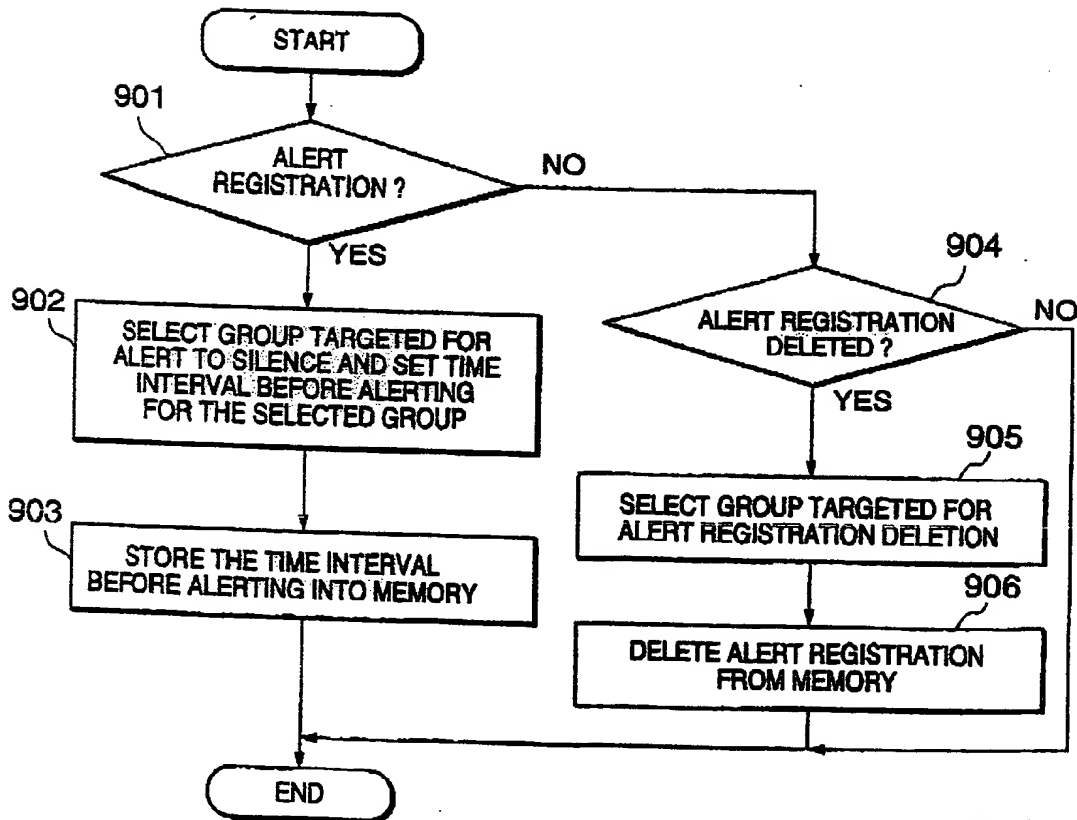 START
901
ALERT
REGISTRATION ?
NO
YES
902
SELECT GROUP TARGETED FOR
ALERT TO SILENCE AND SET TIME
INTERVAL BEFORE ALERTING
FOR THE SELECTED GROUP
903
STORE THE TIME INTERVAL
BEFORE ALERTING INTO MEMORY
904
ALERT REGISTRATION
DELETED ?
NO
YES
905
SELECT GROUP TARGETED FOR
ALERT REGISTRATION DELETION
906
DELETE ALERT REGISTRATION
FROM MEMORY
END